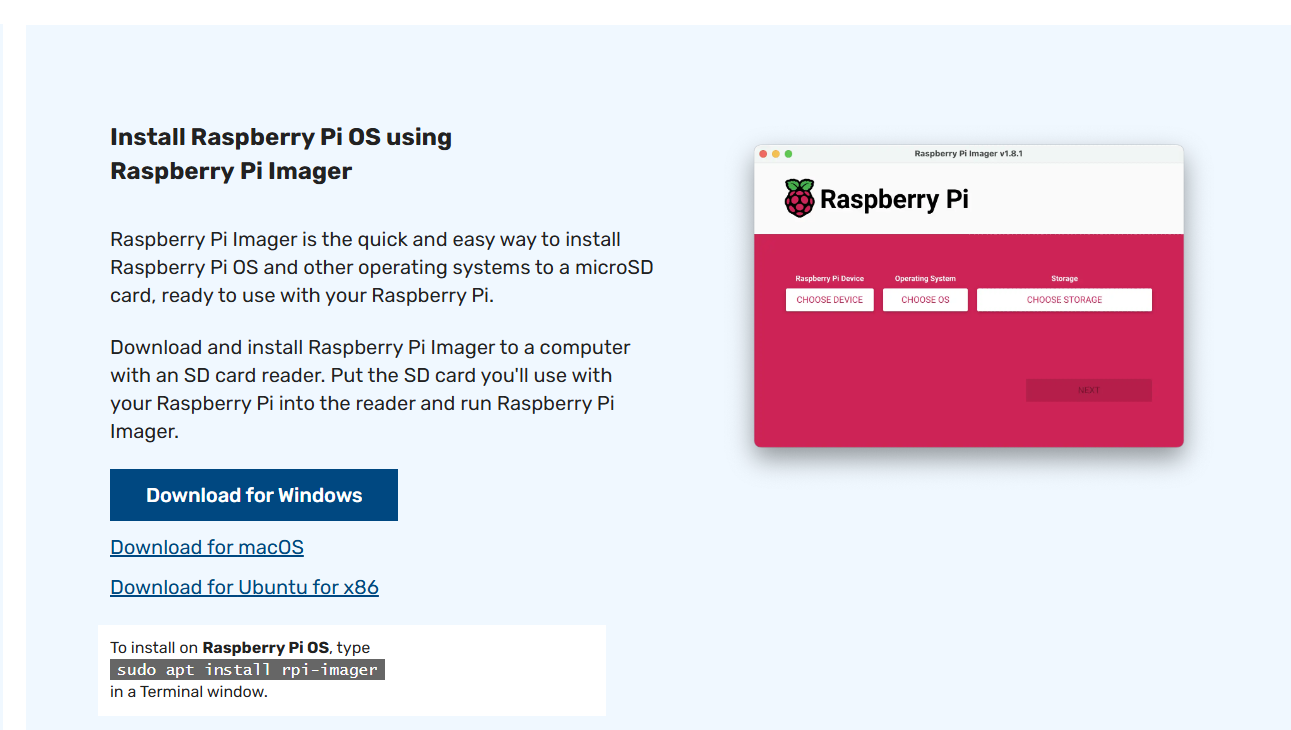 Install Raspberry Pi OS using
Raspberry Pi Imager
Raspberry Pi Imager is the quick and easy way to install
Raspberry Pi OS and other operating systems to a microSD
card, ready to use with your Raspberry Pi.
Download and install Raspberry Pi Imager to a computer
with an SD card reader. Put the SD card you'll use with
your Raspberry Pi into the reader and run Raspberry Pi
Imager.
Download for Windows
Download for macOS
Download for Ubuntu for x86
To install on Raspberry Pi OS, type
sudo apt install rpi-imager
in a Terminal window.
Raspberry Pi Imager v1.8.1
Raspberry Pi
Raspberry Pi Device Operating System Storage
CHOOSE DEVICE CHOOSE OS CHOOSE STORAGE
NEXT